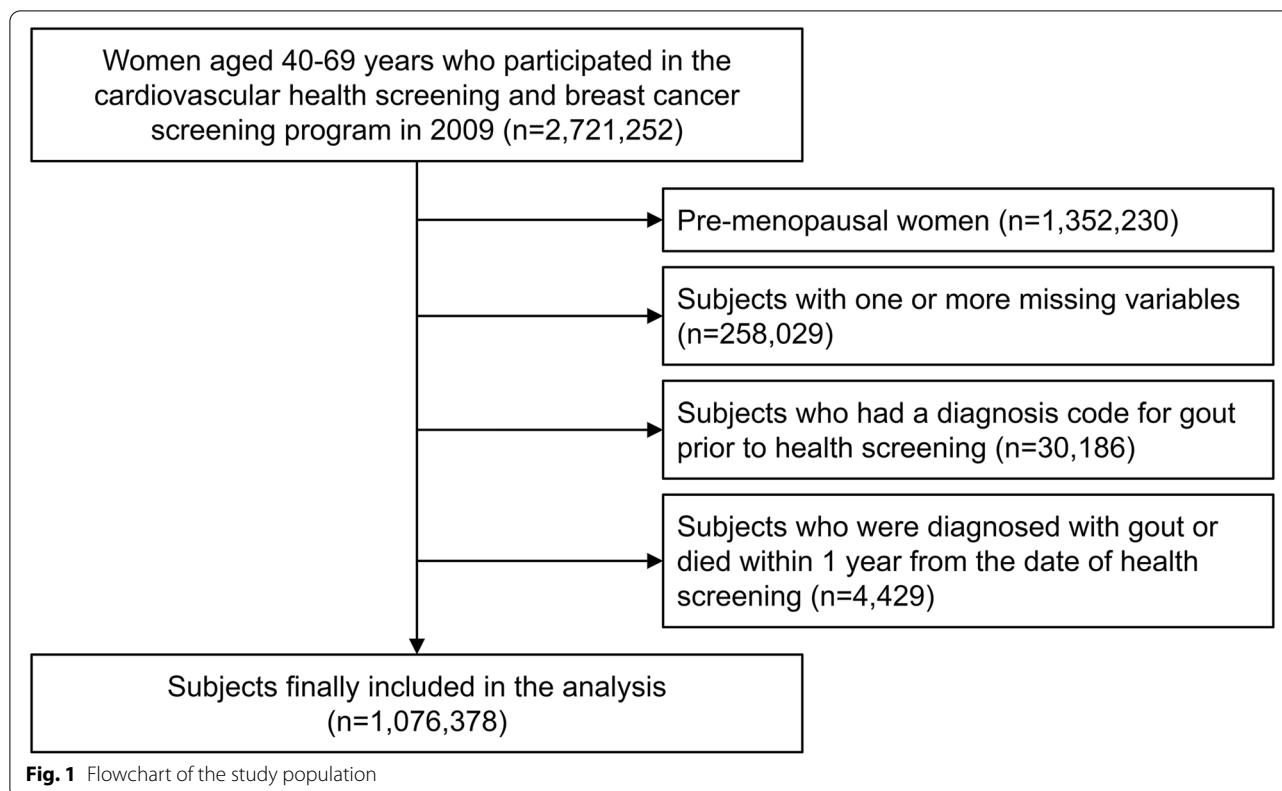 Women aged 40-69 years who participated in the
cardiovascular health screening and breast cancer
screening program in 2009 (n=2,721,252)
Pre-menopausal women (n=1,352,230)
Subjects with one or more missing variables
(n=258,029)
Subjects who had a diagnosis code for gout
prior to health screening (n=30,186)
Subjects who were diagnosed with gout or
died within 1 year from the date of health
screening (n=4,429)
Subjects finally included in the analysis
(n=1,076,378)
Fig. 1 Flowchart of the study population